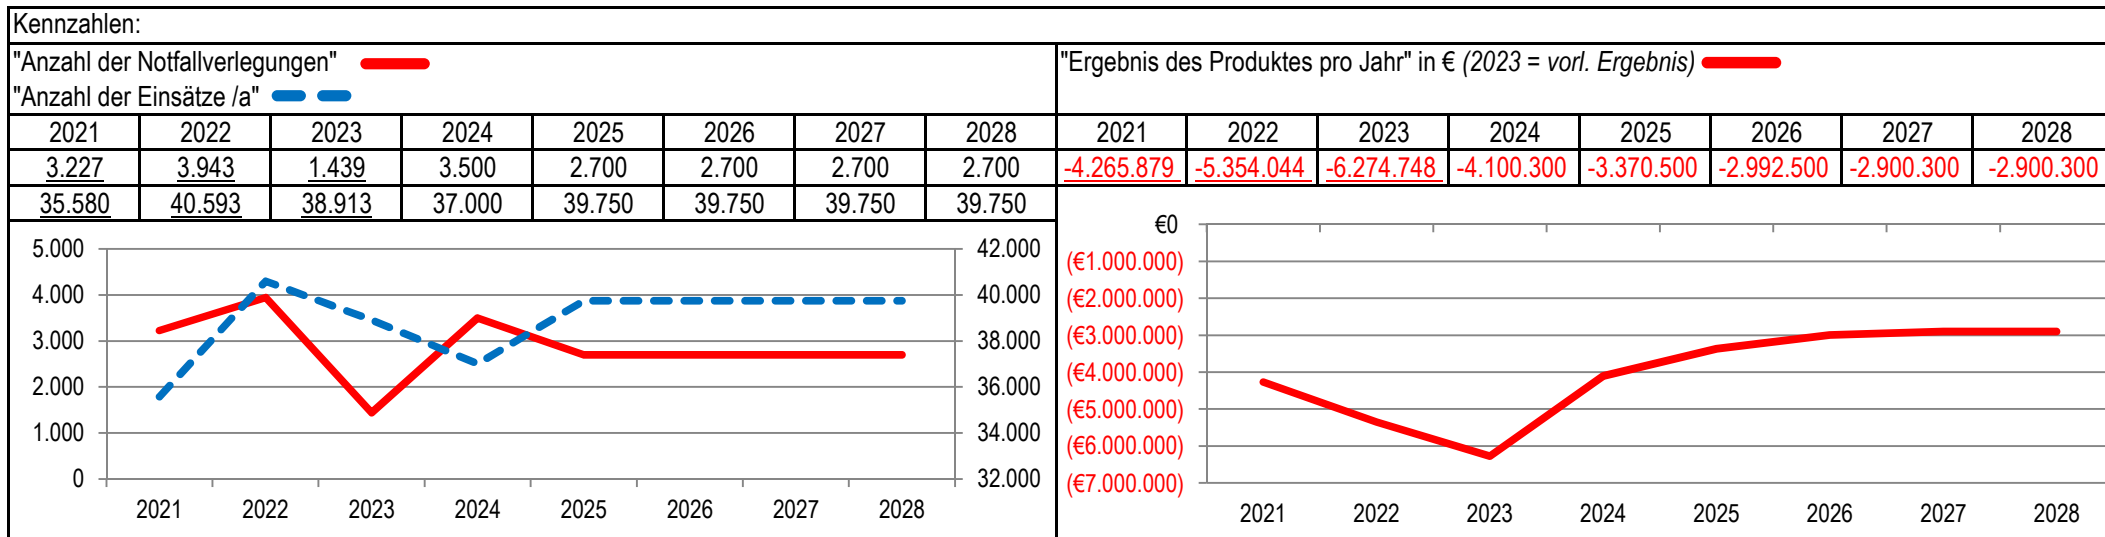 Kennzahlen:
"Anzahl der Notfallverlegungen"
"Anzahl der Einsätze /a"
2021 2022 2023 2024 2025 2026 2027 2028
3.227 3.943 1.439 3.500 2.700 2.700 2.700 2.700
35.580 40.593 38.913 37.000 39.750 39.750 39.750 39.750
5.000
4.000
3.000
2.000
1.000
0
42.000
40.000
38.000
36.000
34.000
32.000
2021 2022 2023 2024 2025 2026 2027 2028
"Ergebnis des Produktes pro Jahr" in € (2023 = vorl. Ergebnis)
2021 2022 2023 2024 2025 2026 2027 2028
-4.265.879 -5.354.044 -6.274.748 -4.100.300 -3.370.500 -2.992.500 -2.900.300 -2.900.300
€0
(€1.000.000)
(€2.000.000)
(€3.000.000)
(€4.000.000)
(€5.000.000)
(€6.000.000)
(€7.000.000)
2021 2022 2023 2024 2025 2026 2027 2028